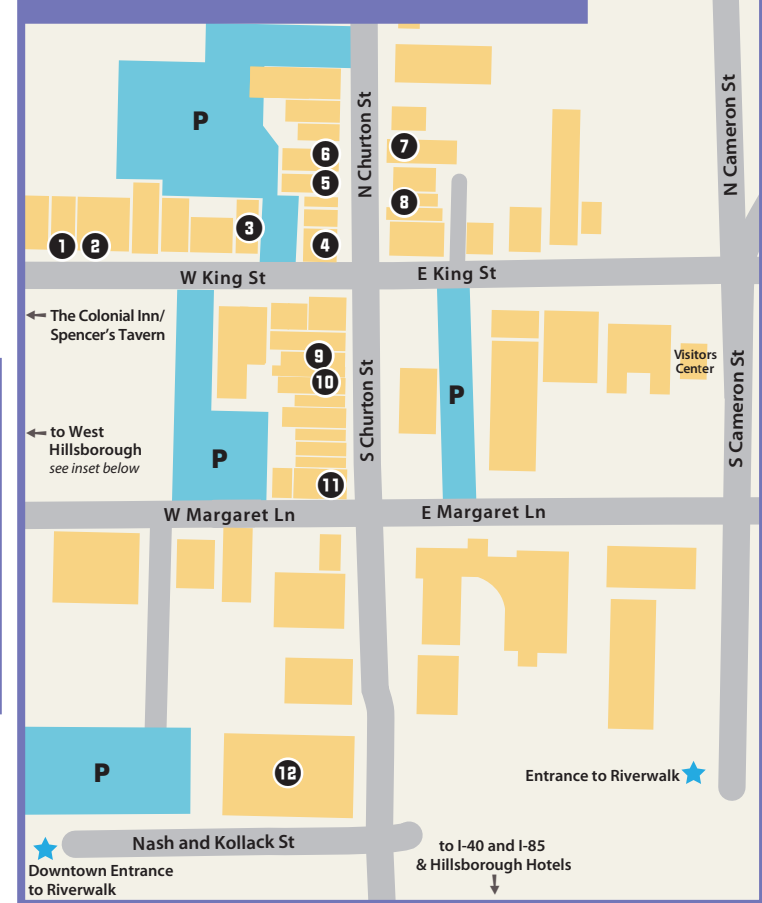 N Churton St
N Cameron St
P
6
7
5
8
3
1
2
4
W King St
E King St
The Colonial Inn/
Spencer's Tavern
9
10
Visitors
Center
P
S Churton St
S Cameron St
to West
Hillsborough
see inset below
P
11
W Margaret Ln
E Margaret Ln
P
12
Entrance to Riverwalk
Nash and Kollack St
Downtown Entrance
to Riverwalk
to I-40 and I-85
& Hillsborough Hotels